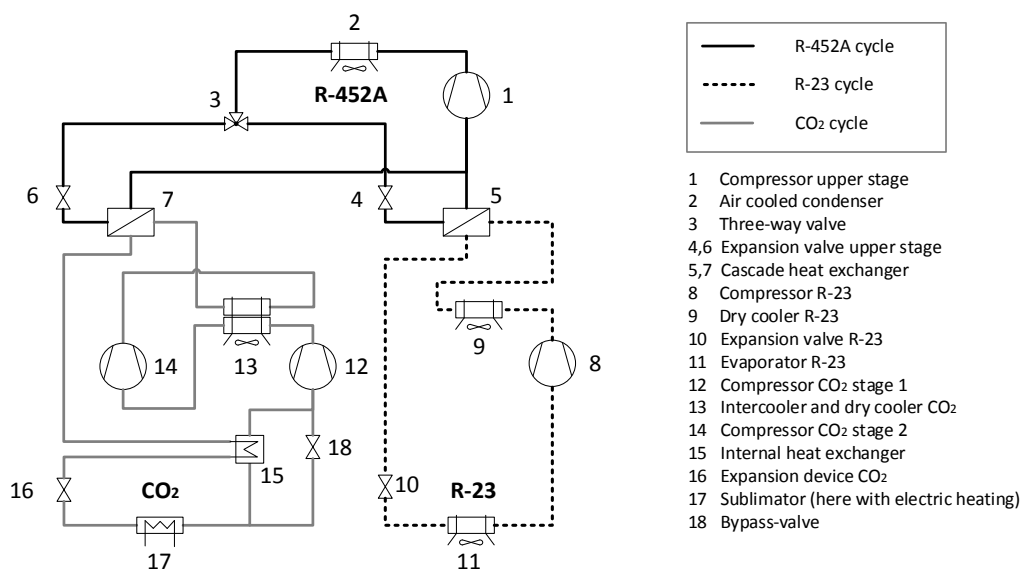 2
R-452A
1
3
6
7
4
5
14
13
12
9
8
18
15
16
CO₂
10
R-23
17
11
R-452A cycle
R-23 cycle
CO₂ cycle
1 Compressor upper stage
2 Air cooled condenser
3 Three-way valve
4,6 Expansion valve upper stage
5,7 Cascade heat exchanger
8 Compressor R-23
9 Dry cooler R-23
10 Expansion valve R-23
11 Evaporator R-23
12 Compressor CO₂ stage 1
13 Intercooler and dry cooler CO₂
14 Compressor CO₂ stage 2
15 Internal heat exchanger
16 Expansion device CO₂
17 Sublimator (here with electric heating)
18 Bypass-valve